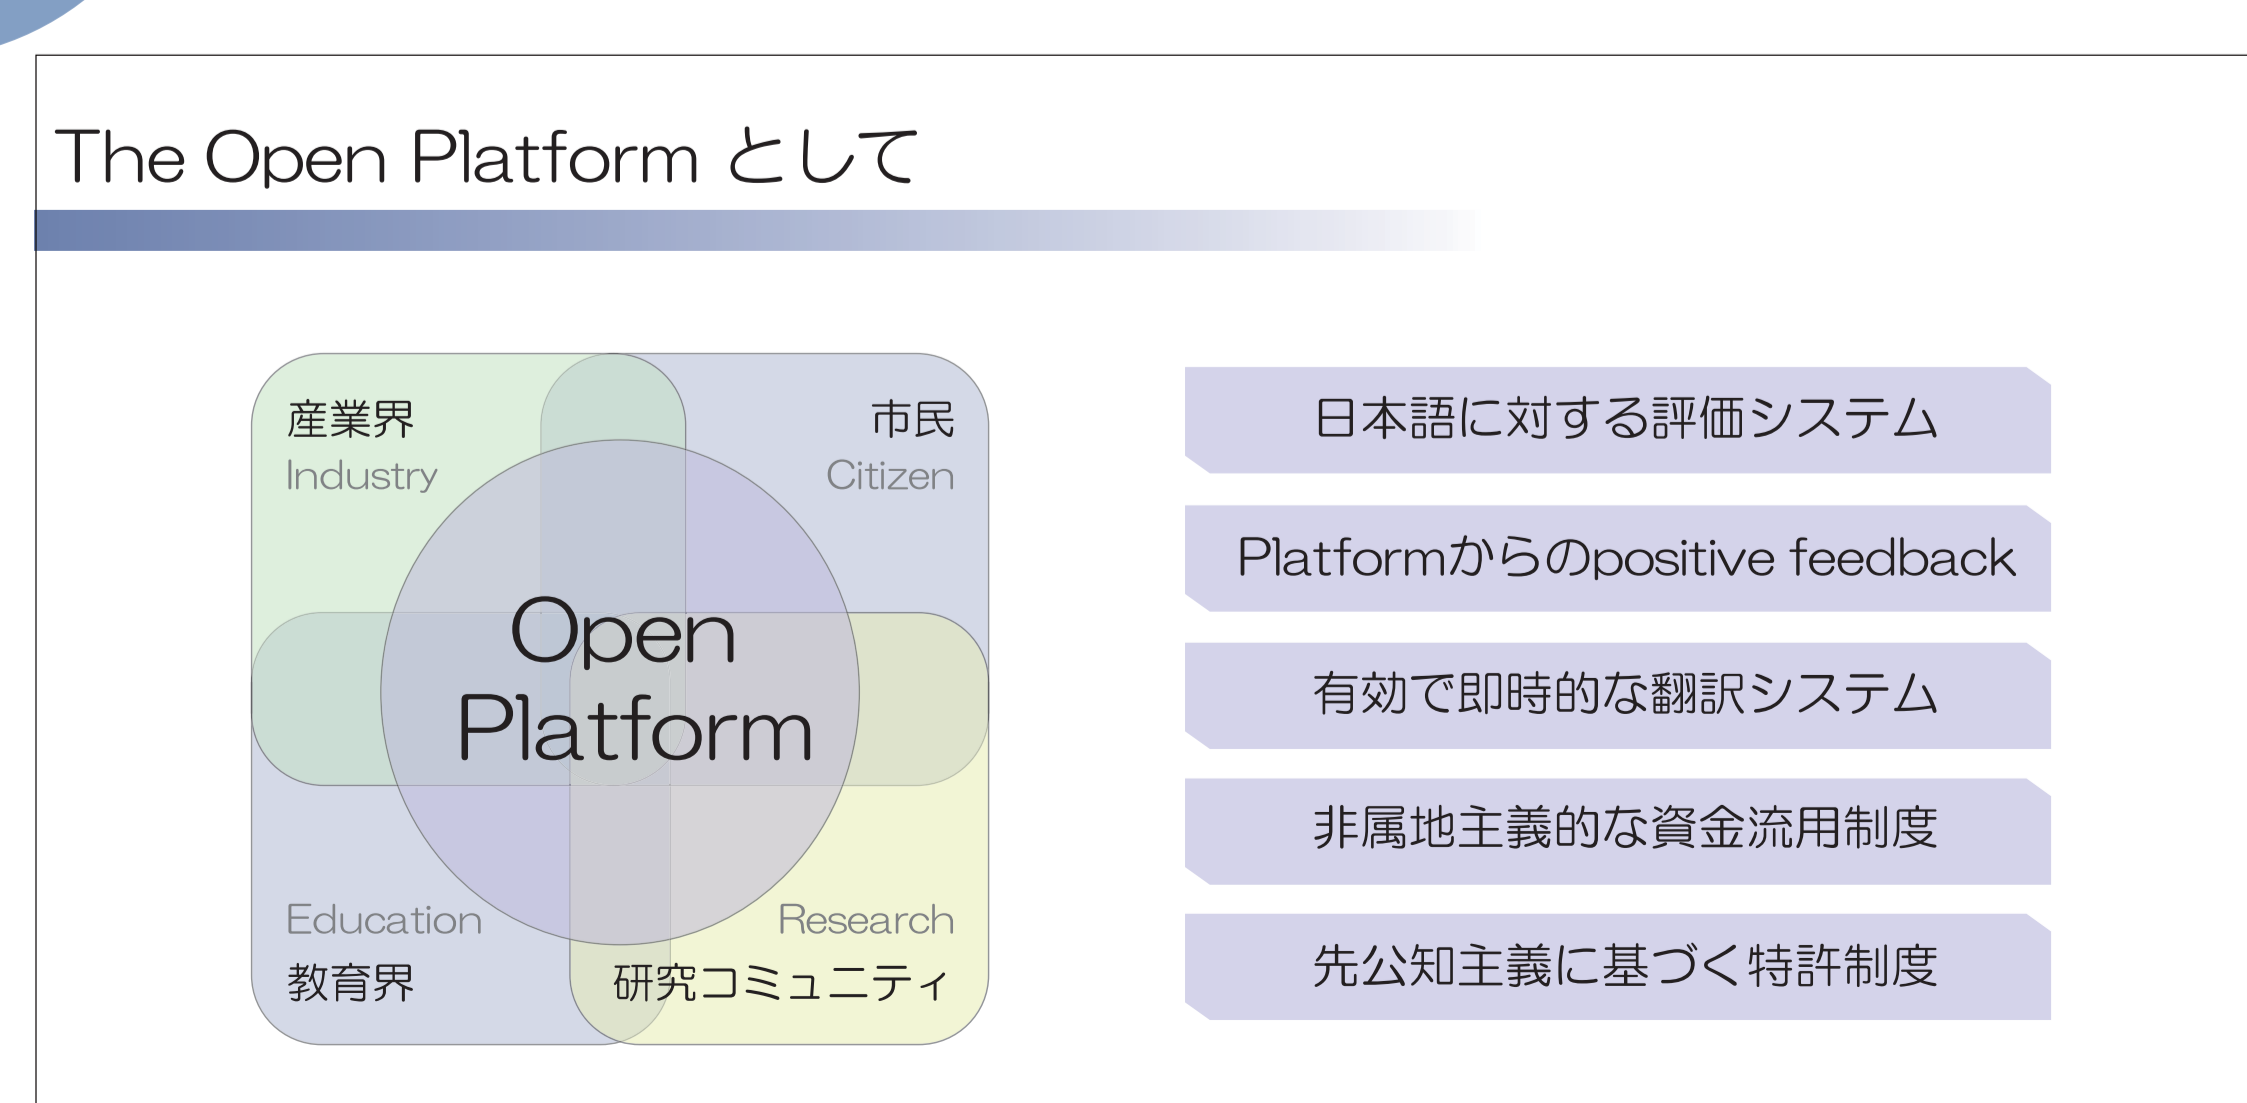 The Open Platform として
産業界
Industry
市民
Citizen
Open
Platform
Education
教育界
Research
研究コミュニティ
日本語に対する評価システム
Platformからのpositive feedback
有効で即時的な翻訳システム
非属地主義的な資金流用制度
先公知主義に基づく特許制度